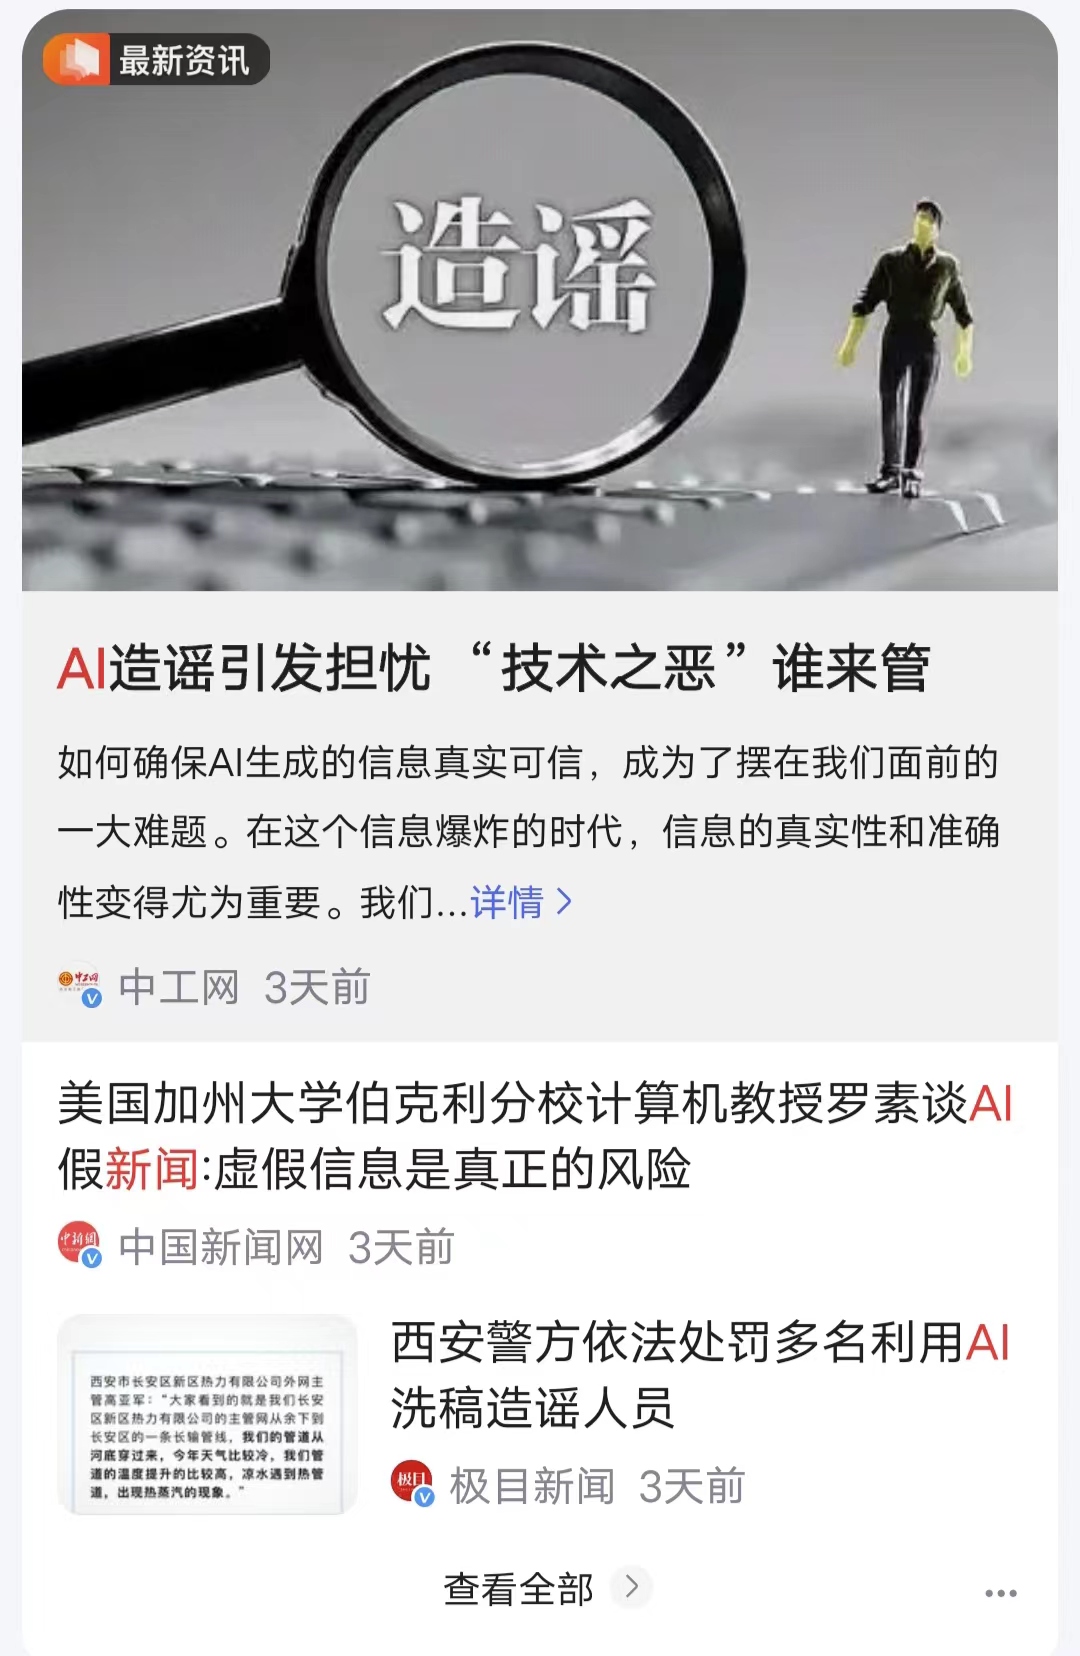 最新资讯
造谣
AI造谣引发担忧 “技术之恶”谁来管
如何确保AI生成的信息真实可信，成为了摆在我们面前的
一大难题。在这个信息爆炸的时代，信息的真实性和准确
性变得尤为重要。我们...详情 >
中工网
中工网 3天前
美国加州大学伯克利分校计算机教授罗素谈AI
假新闻:虚假信息是真正的风险
中新網
中国新闻网 3天前
西安警方依法处罚多名利用AI
洗稿造谣人员
西安市长安区新区热力有限公司外网主
管高亚军：“大家看到的就是我们长安
区新区热力有限公司的主管网从余下到
长安区的一条长输管线，我们的管道从
河底穿过来，今年天气比较冷，我们管
道的温度提升的比较高，凉水遇到热管
道，出现热蒸汽的现象。”
极目
极目新闻 3天前
查看全部 >